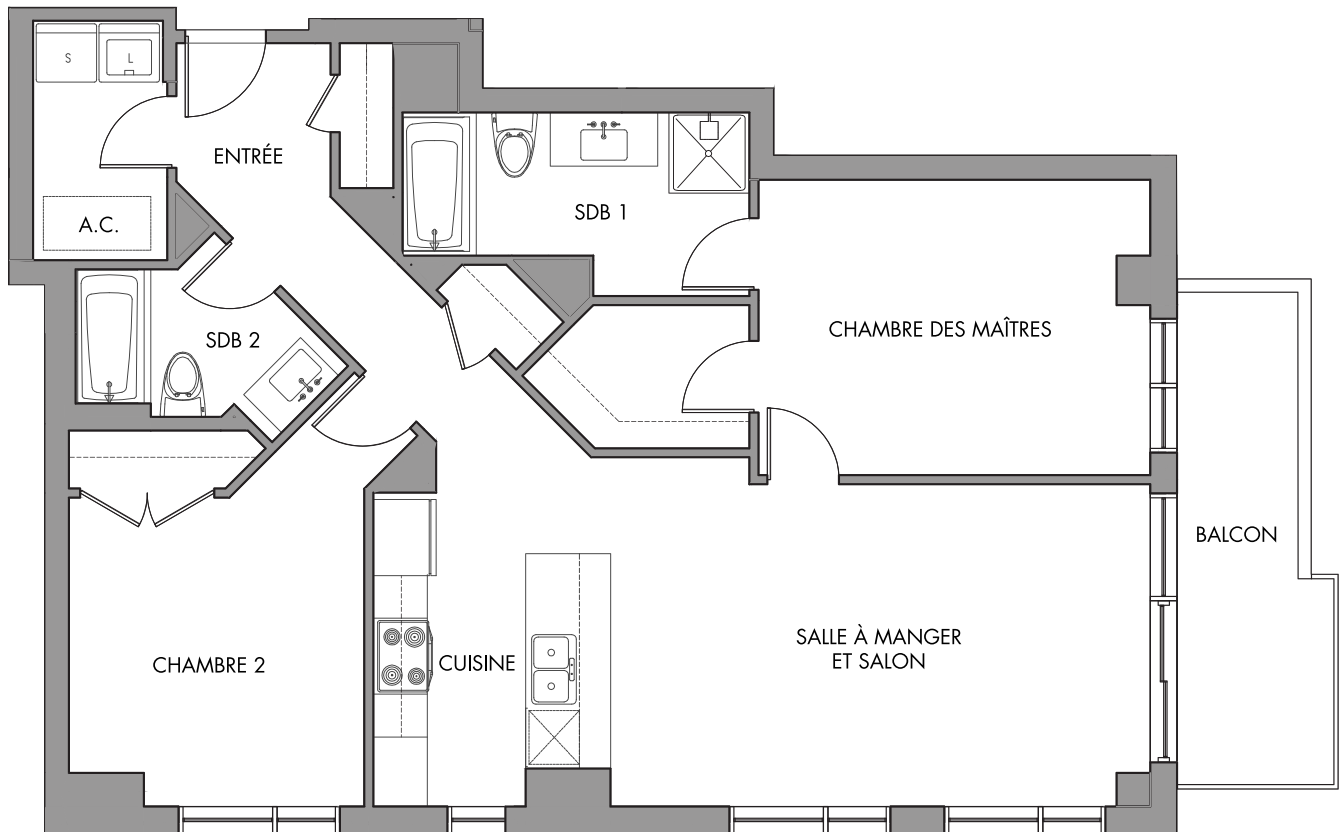 S
L
ENTRÉE
A.C.
SDB 1
SDB 2
CHAMBRE DES MAÎTRES
BALCON
CHAMBRE 2
CUISINE
SALLE À MANGER
ET SALON